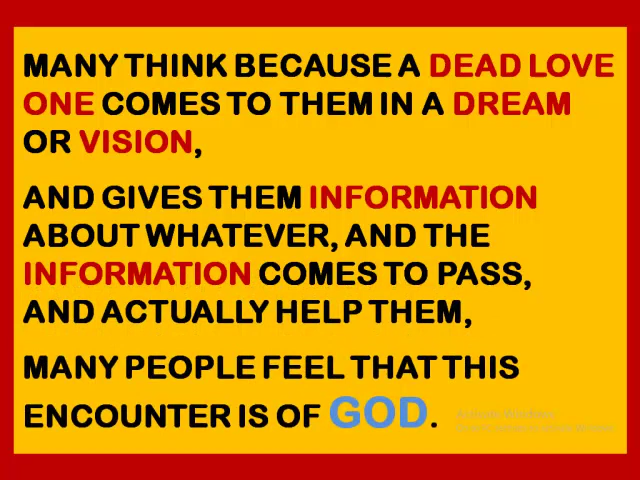 MANY THINK BECAUSE A DEAD LOVE
ONE COMES TO THEM IN A DREAM
OR VISION,
AND GIVES THEM INFORMATION
ABOUT WHATEVER, AND THE
INFORMATION COMES TO PASS,
AND ACTUALLY HELP THEM,
MANY PEOPLE FEEL THAT THIS
ENCOUNTER IS OF GOD.